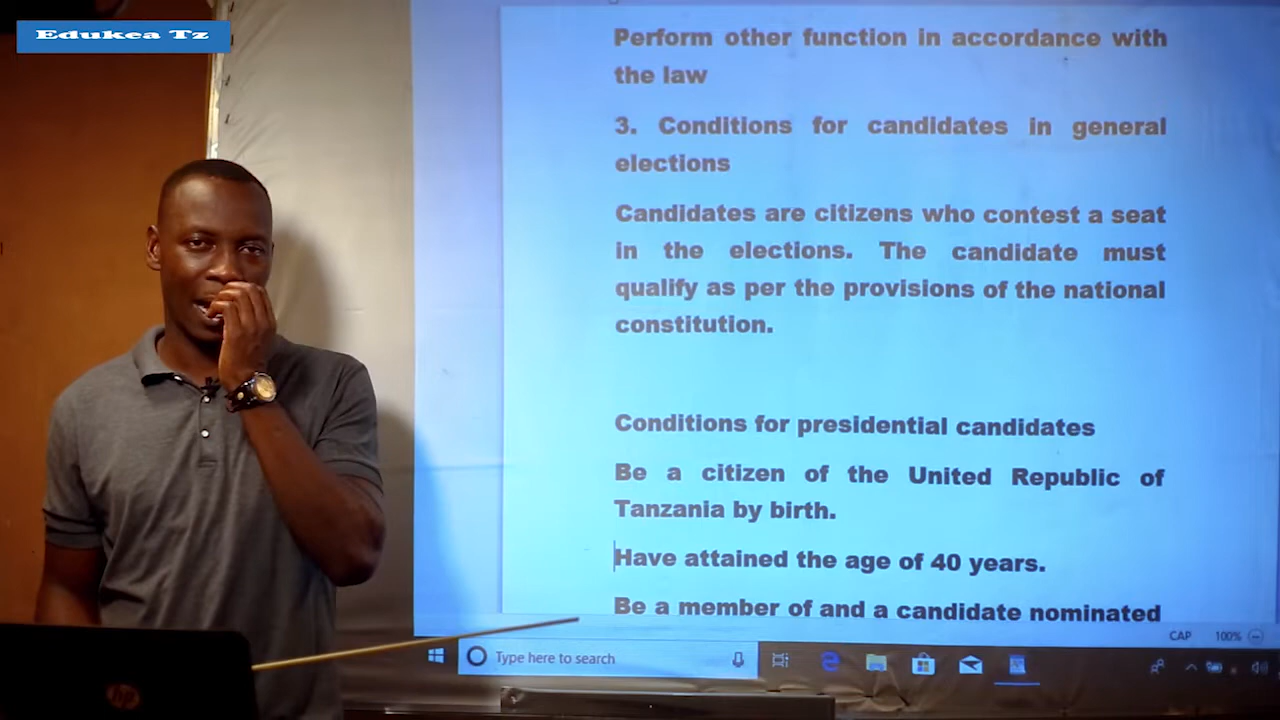 Edukea Tz
Perform other function in accordance with
the law
3. Conditions for candidates in general
elections
Candidates are citizens who contest a seat
in the elections. The candidate must
qualify as per the provisions of the national
constitution.
Conditions for presidential candidates
Be a citizen of the United Republic of
Tanzania by birth.
Have attained the age of 40 years.
Be a member of and a candidate nominated
CAP 100%
Type here to search
hp